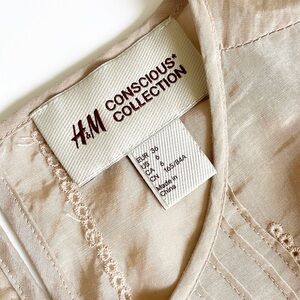 H&M CONSCIOUS*
COLLECTION
EUR 36
US 6
CA 6
CN 165/84A
Made in
China